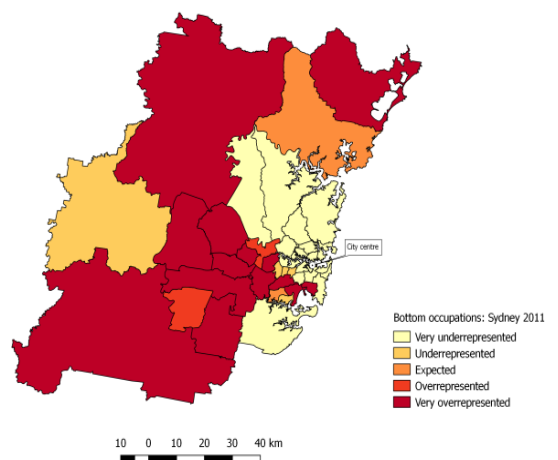 City centre
Bottom occupations: Sydney 2011
Very underrepresented
Underrepresented
Expected
Overrepresented
Very overrepresented
10 0 10 20 30 40 km